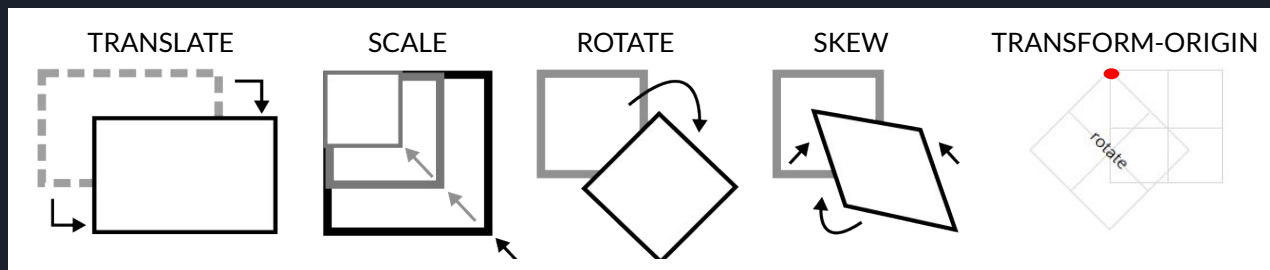 TRANSLATE
SCALE
ROTATE
SKEW
TRANSFORM-ORIGIN
rotate